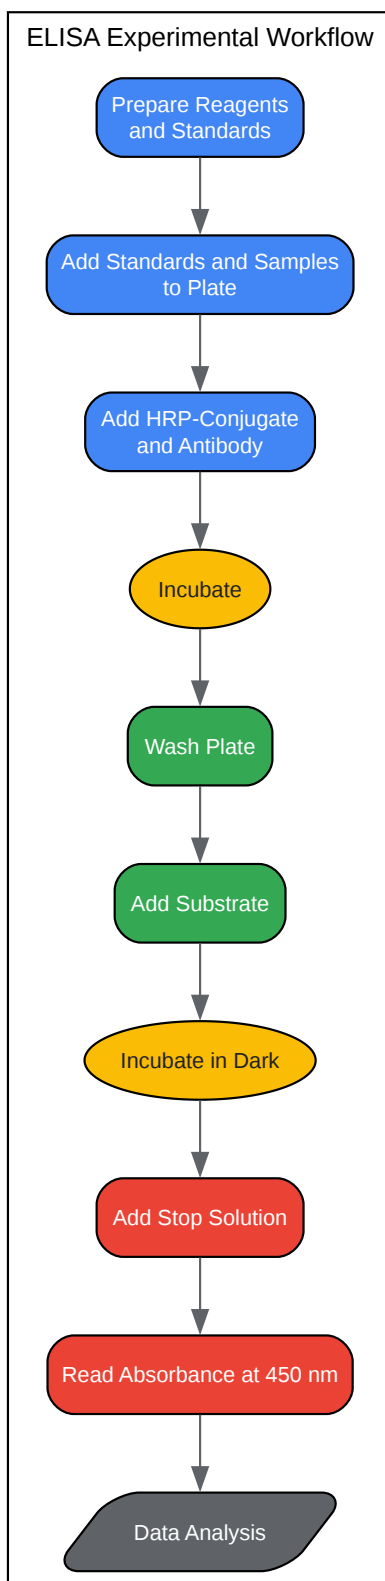 ELISA Experimental Workflow
Prepare Reagents
and Standards
Add Standards and Samples
to Plate
Add HRP-Conjugate
and Antibody
Incubate
Wash Plate
Add Substrate
Incubate in Dark
Add Stop Solution
Read Absorbance at 450 nm
Data Analysis